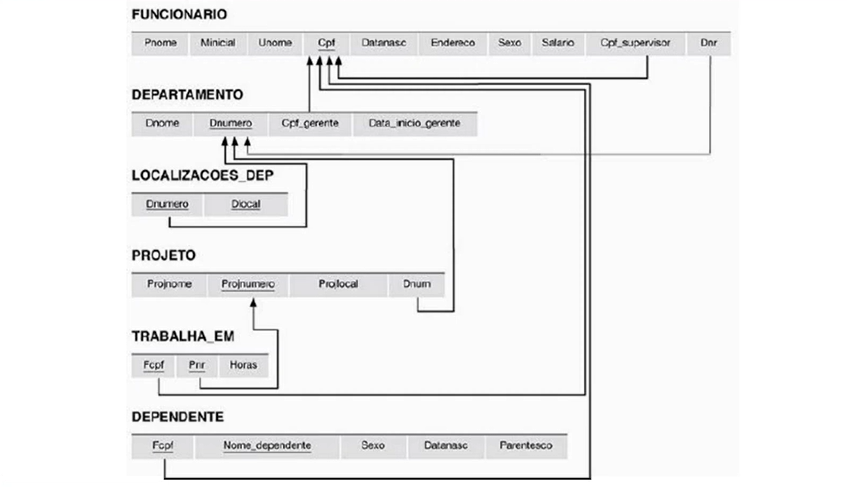 FUNCIONARIO
Pnome Minicial Unome Cpf Datanasc Endereco Sexo Salario Cpf_supervisor Dnr
DEPARTAMENTO
Dnome Dnumero Cpf_gerente Data_inicio_gerente
LOCALIZACOES_DEP
Dnumero Dlocal
PROJETO
Projnome Projnumero Projlocal Dnum
TRABALHA_EM
Fcpf Pnr Horas
DEPENDENTE
Fcpf Nome_dependente Sexo Datanasc Parentesco